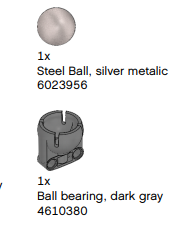 1x
Steel Ball, silver metalic
6023956
1x
Ball bearing, dark gray
4610380